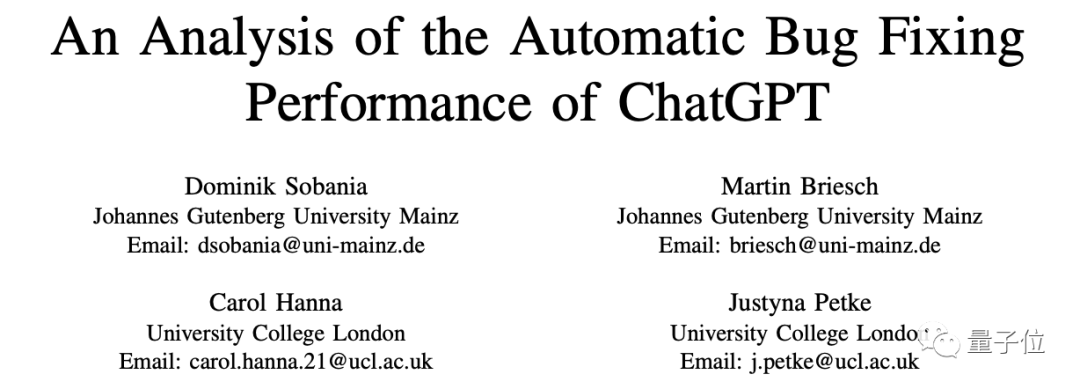 An Analysis of the Automatic Bug Fixing
Performance of ChatGPT
Dominik Sobania
Johannes Gutenberg University Mainz
Email: dsobania@uni-mainz.de
Martin Briesch
Johannes Gutenberg University Mainz
Email: briesch@uni-mainz.de
Carol Hanna
University College London
Email: carol.hanna.21@ucl.ac.uk
Justyna Petke
University College London
Email: j.petke@ucl.ac.uk
量子位